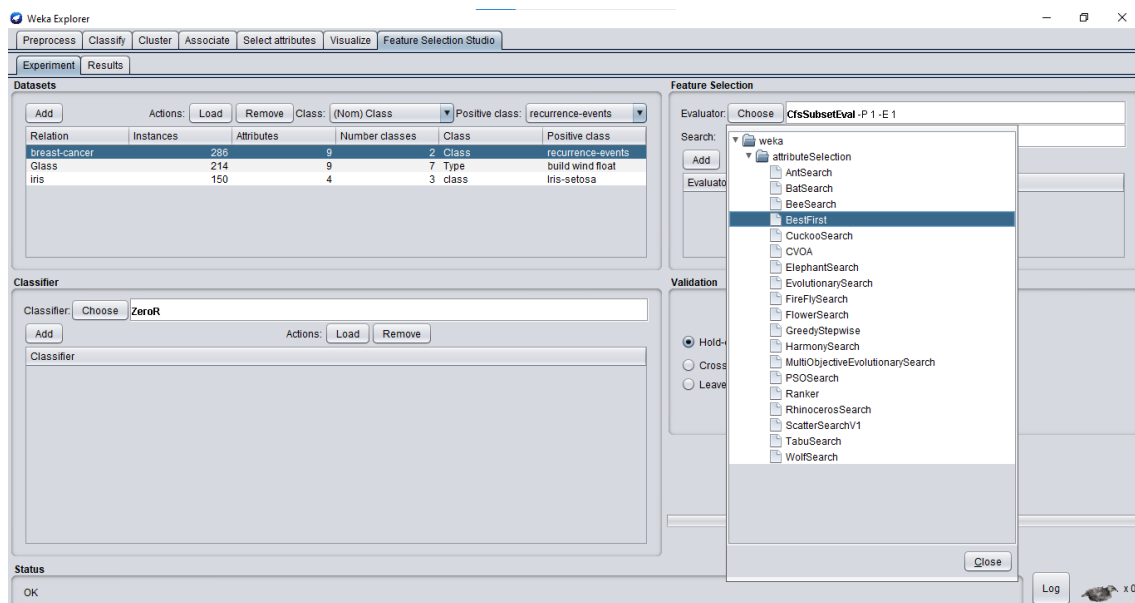 Weka Explorer
Preprocess Classify Cluster Associate Select attributes Visualize Feature Selection Studio
Experiment Results
Datasets
Add Actions: Load Remove Class: (Nom) Class Positive class: recurrence-events
Relation Instances Attributes Number classes Class Positive class
breast-cancer 286 9 2 Class recurrence-events
Glass 214 9 7 Type build wind float
iris 150 4 3 class Iris-setosa
Feature Selection
Evaluator: Choose CfsSubsetEval -P 1 -E 1
Search:
Add
Evaluato
weka
attributeSelection
AntSearch
BatSearch
BeeSearch
BestFirst
CuckooSearch
CVOA
ElephantSearch
EvolutionarySearch
FireFlySearch
FlowerSearch
GreedyStepwise
HarmonySearch
MultiObjectiveEvolutionarySearch
PSOSearch
Ranker
RhinocerosSearch
ScatterSearchV1
TabuSearch
WolfSearch
Close
Classifier
Classifier: Choose ZeroR
Add Actions: Load Remove
Classifier
Validation
Hold-
Cross
Leave
Status
OK
Log x 0